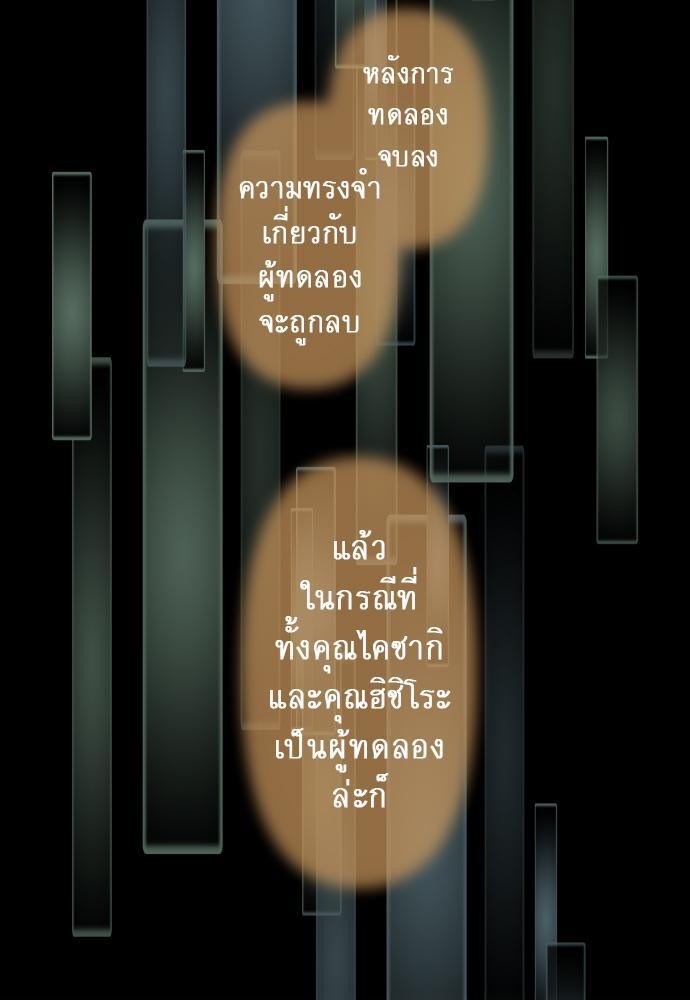 หลังการ
ทดลอง
จบลง
ความทรงจำ
เกี่ยวกับ
ผู้ทดลอง
จะถูกลบ
แล้ว
ในกรณีที่
ทั้งคุณไคซากิ
และคุณฮิชิโระ
เป็นผู้ทดลอง
ล่ะก็